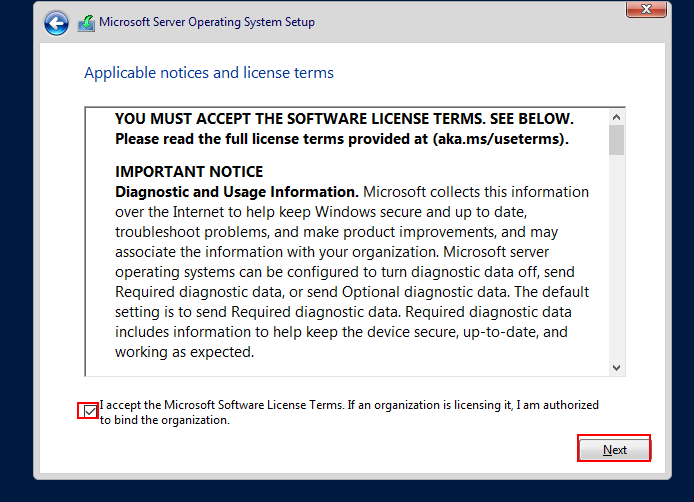 Microsoft Server Operating System Setup
Applicable notices and license terms
YOU MUST ACCEPT THE SOFTWARE LICENSE TERMS. SEE BELOW.
Please read the full license terms provided at (aka.ms/useterms).
IMPORTANT NOTICE
Diagnostic and Usage Information. Microsoft collects this information
over the Internet to help keep Windows secure and up to date,
troubleshoot problems, and make product improvements, and may
associate the information with your organization. Microsoft server
operating systems can be configured to turn diagnostic data off, send
Required diagnostic data, or send Optional diagnostic data. The default
setting is to send Required diagnostic data. Required diagnostic data
includes information to help keep the device secure, up-to-date, and
working as expected.
I accept the Microsoft Software License Terms. If an organization is licensing it, I am authorized
to bind the organization.
Next